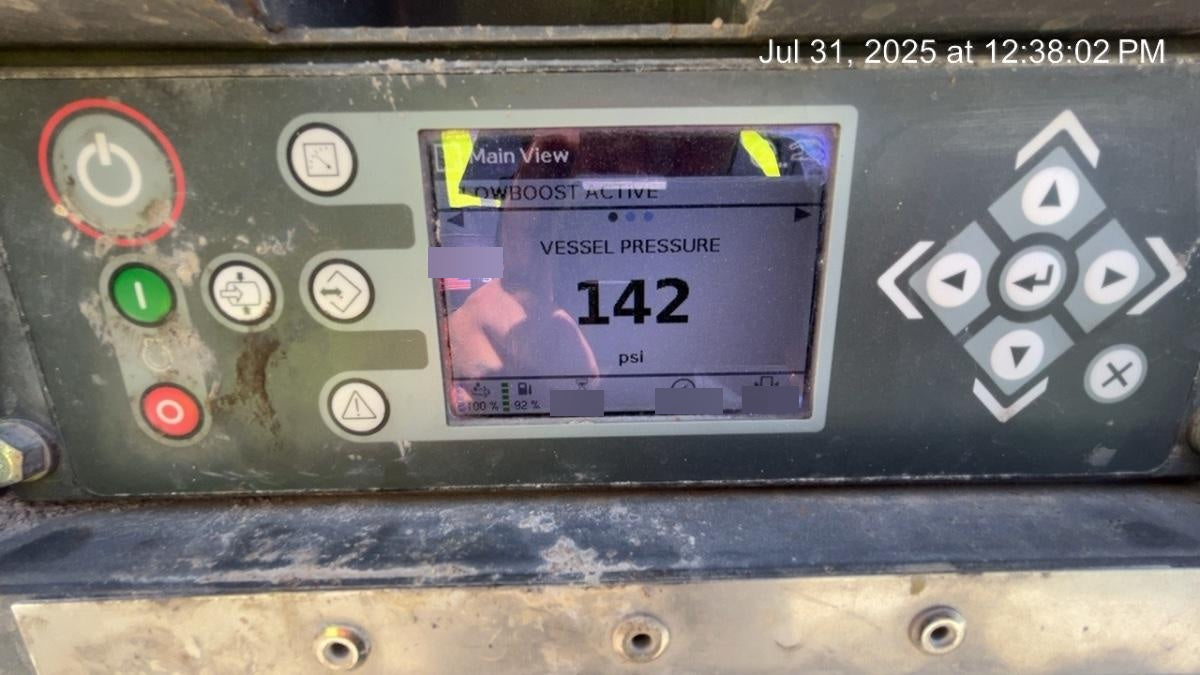 Jul 31, 2025 at 12:38:02 PM
Main View
LOWBOOST ACTIVE
VESSEL PRESSURE
142
psi
100 % 92 %